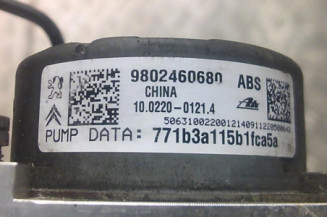 9802460680 ABS
CHINA
10.0220-0121.4
PUMP DATA: 771b3a115b1fca5a